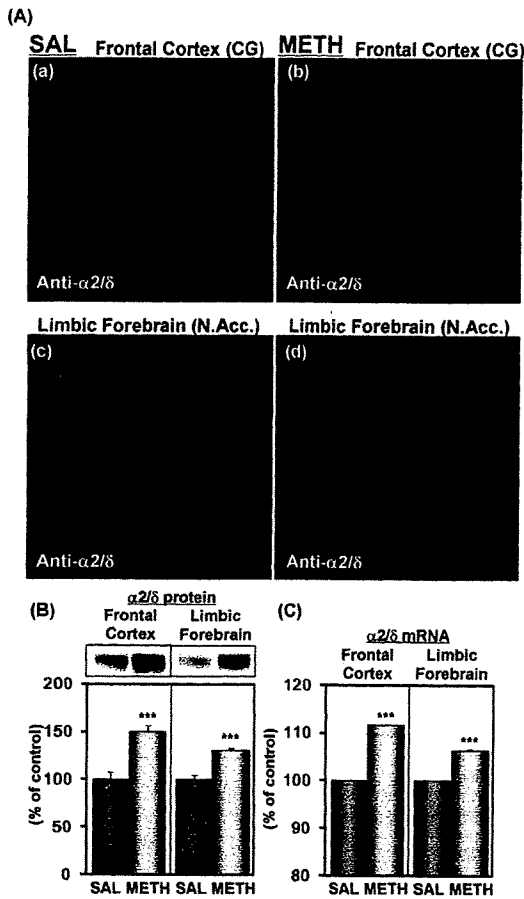 (A)
SAL Frontal Cortex (CG) METH Frontal Cortex (CG)
(a) (b)
Anti-α2/δ Anti-α2/δ
Limbic Forebrain (N.Acc.) Limbic Forebrain (N.Acc.)
(c) (d)
Anti-α2/δ Anti-α2/δ
(B) α2/δ protein
Frontal Cortex Limbic Forebrain
200
150
100
50
0
(% of control)
*** ***
SAL METH SAL METH
(C) α2/δ mRNA
Frontal Cortex Limbic Forebrain
120
110
100
90
80
(% of control)
*** ***
SAL METH SAL METH